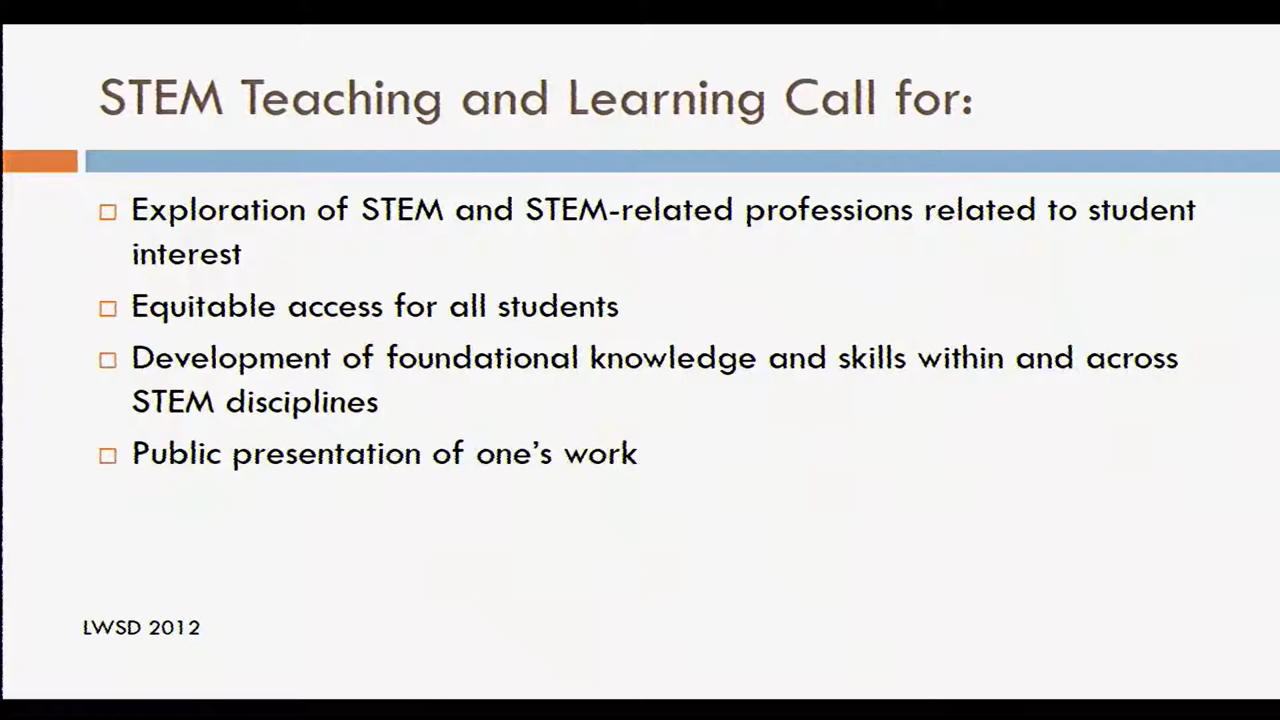 STEM Teaching and Learning Call for:
Exploration of STEM and STEM-related professions related to student
interest
Equitable access for all students
Development of foundational knowledge and skills within and across
STEM disciplines
Public presentation of one’s work
LWSD 2012